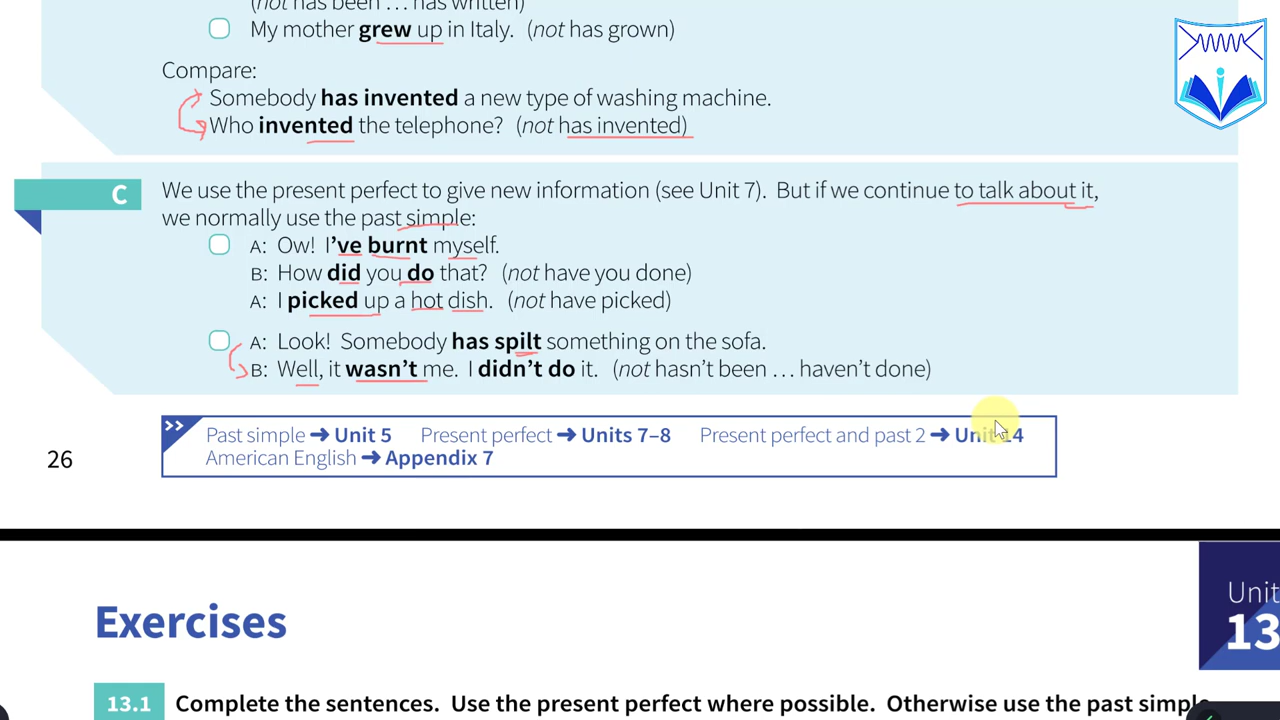 (not has been … has written)
My mother grew up in Italy. (not has grown)
Compare:
Somebody has invented a new type of washing machine.
Who invented the telephone? (not has invented)
C
We use the present perfect to give new information (see Unit 7). But if we continue to talk about it,
we normally use the past simple:
A: Ow! I’ve burnt myself.
B: How did you do that? (not have you done)
A: I picked up a hot dish. (not have picked)
A: Look! Somebody has spilt something on the sofa.
B: Well, it wasn’t me. I didn’t do it. (not hasn’t been … haven’t done)
>> Past simple ➜ Unit 5 Present perfect ➜ Units 7–8 Present perfect and past 2 ➜ Unit 14
American English ➜ Appendix 7
26
Exercises
Unit
13
13.1 Complete the sentences. Use the present perfect where possible. Otherwise use the past simple